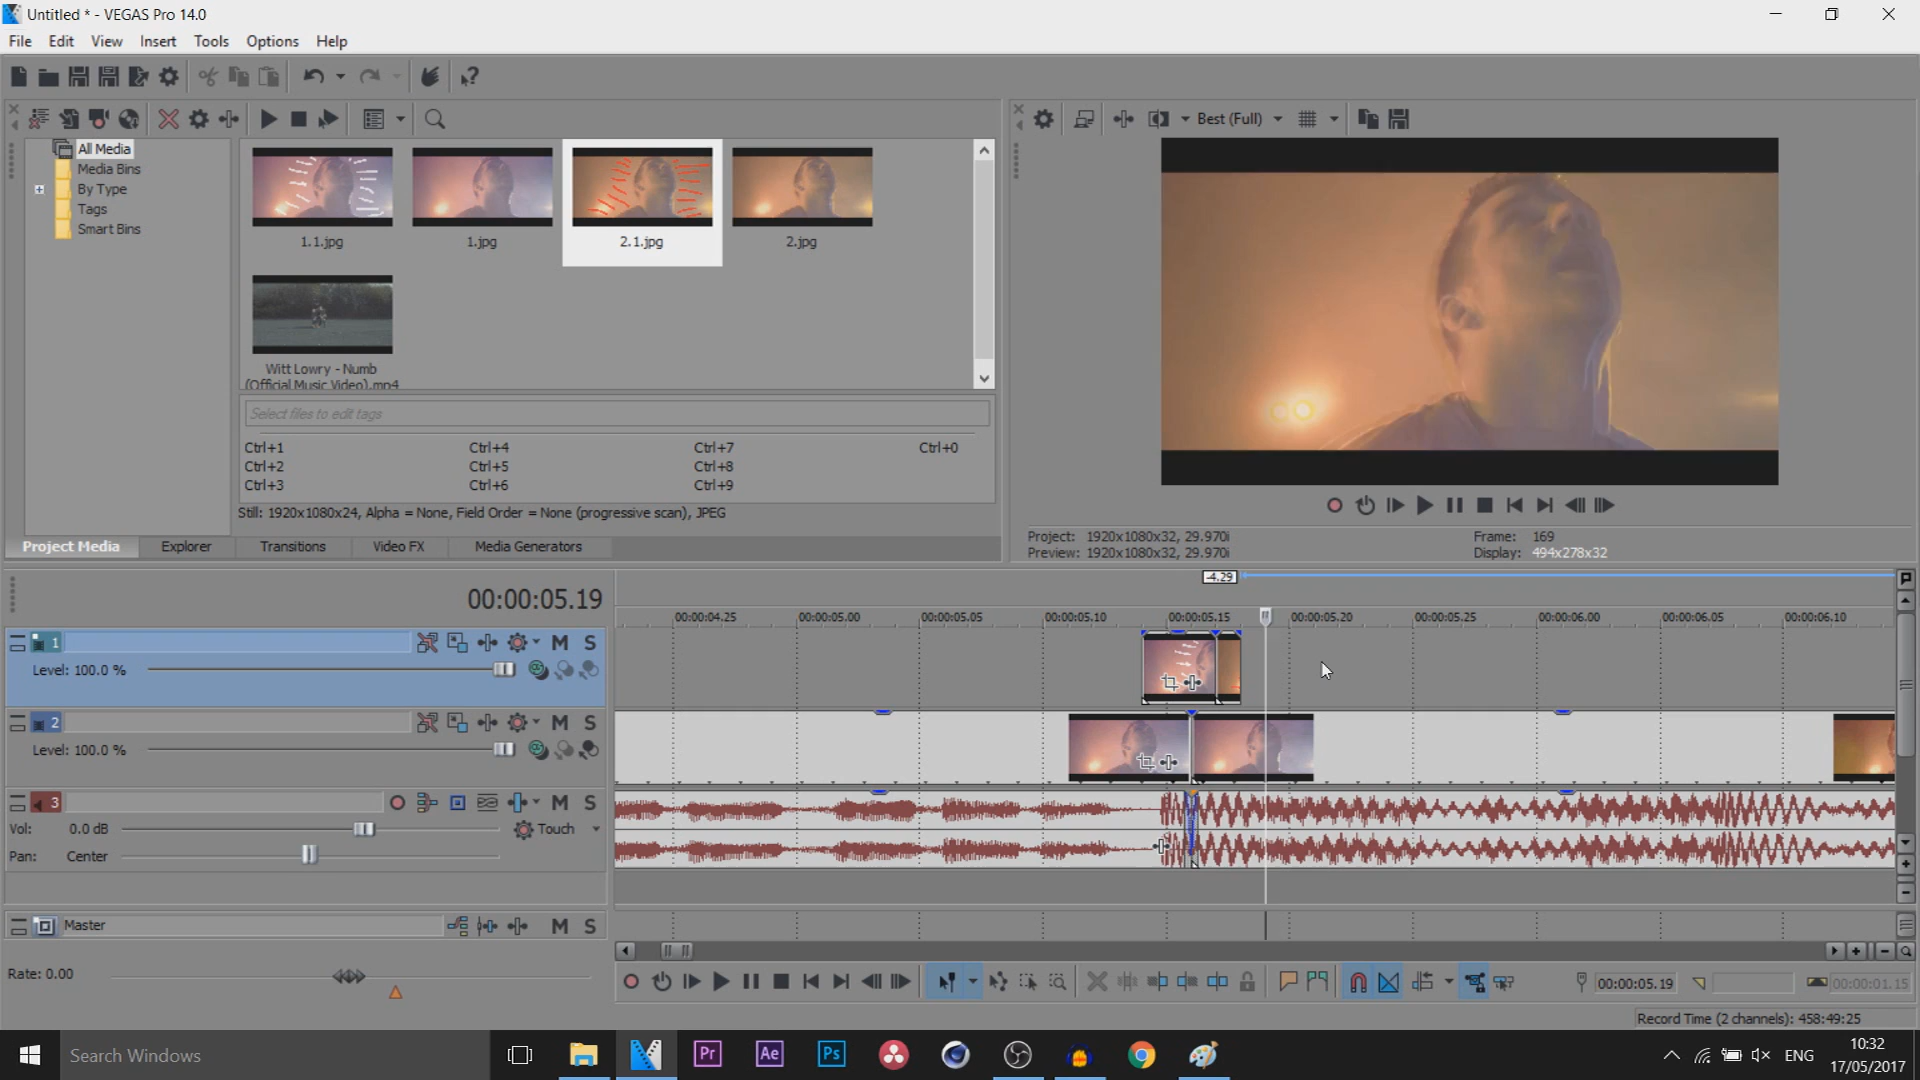 Untitled * - VEGAS Pro 14.0
File Edit View Insert Tools Options Help
Best (Full)
All Media
Media Bins
By Type
Tags
Smart Bins
1.1.jpg 1.jpg 2.1.jpg 2.jpg
Witt Lowry - Numb
(Official Music Video).mp4
Select files to edit tags
Ctrl+1 Ctrl+4 Ctrl+7 Ctrl+0
Ctrl+2 Ctrl+5 Ctrl+8
Ctrl+3 Ctrl+6 Ctrl+9
Still: 1920x1080x24, Alpha = None, Field Order = None (progressive scan), JPEG
Project Media Explorer Transitions Video FX Media Generators
Project: 1920x1080x32, 29.970i Frame: 169
Preview: 1920x1080x32, 29.970i Display: 494x278x32
-4.29
00:00:05.19
00:00:04.25 00:00:05.00 00:00:05.05 00:00:05.10 00:00:05.15 00:00:05.20 00:00:05.25 00:00:06.00 00:00:06.05 00:00:06.10
1 M S
Level: 100.0 %
2 M S
Level: 100.0 %
3 M S
Vol: 0.0 dB Touch
Pan: Center
Master M S
Rate: 0.00
00:00:05.19 00:00:01.15
Record Time (2 channels): 458:49:25
Search Windows Pr Ae Ps ENG 10:32
17/05/2017